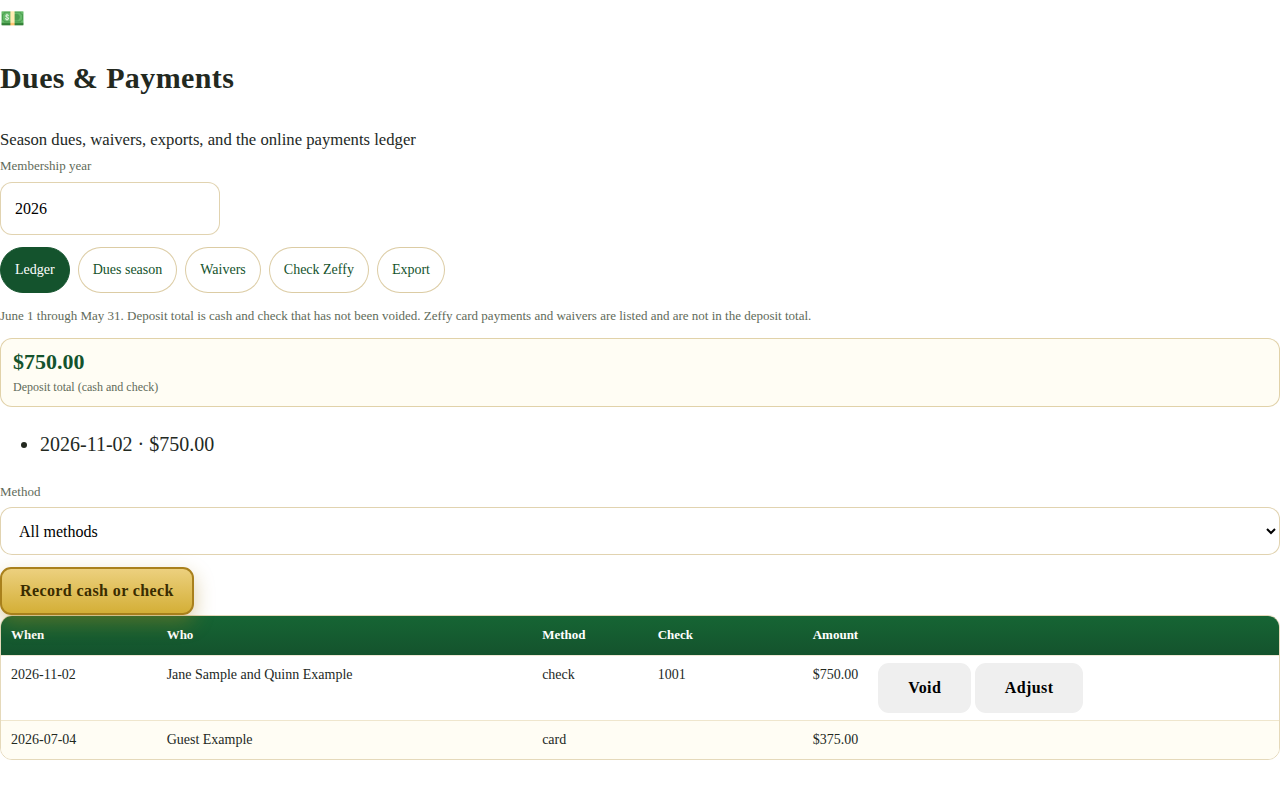 Dues & Payments
Season dues, waivers, exports, and the online payments ledger
Membership year
2026
Ledger Dues season Waivers Check Zeffy Export
June 1 through May 31. Deposit total is cash and check that has not been voided. Zeffy card payments and waivers are listed and are not in the deposit total.
$750.00
Deposit total (cash and check)
• 2026-11-02 · $750.00
Method
All methods
Record cash or check
When Who Method Check Amount
2026-11-02 Jane Sample and Quinn Example check 1001 $750.00 Void Adjust
2026-07-04 Guest Example card $375.00